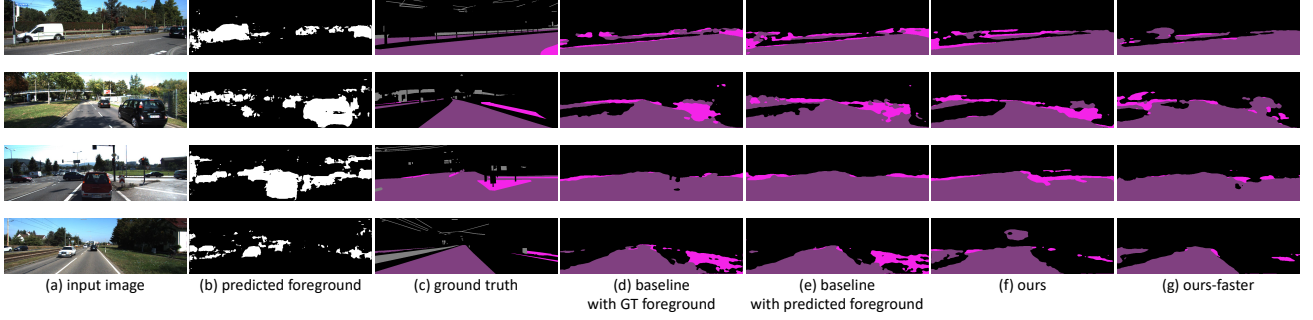 (a) input image
(b) predicted foreground
(c) ground truth
(d) baseline
with GT foreground
(e) baseline
with predicted foreground
(f) ours
(g) ours-faster